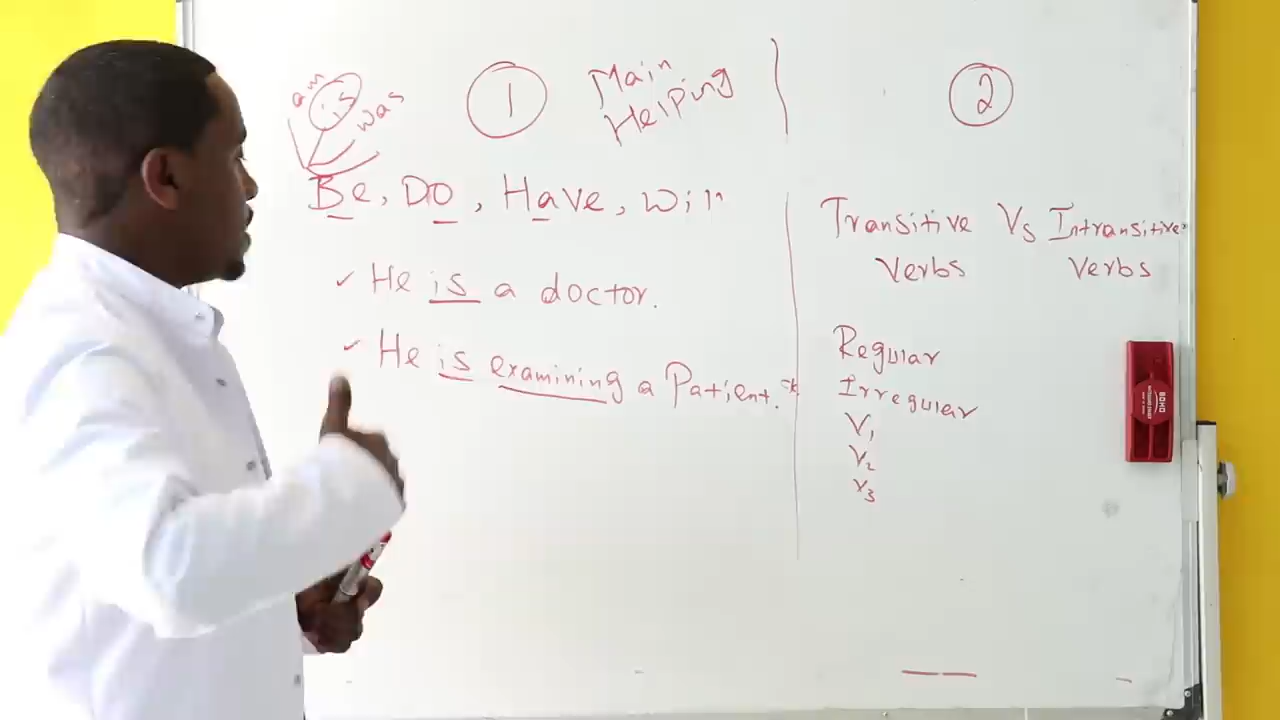 am is was
1
Main
Helping
Be, Do, Have, Will
He is a doctor.
He is examining a Patient.
2
Transitive Vs Intransitive
Verbs Verbs
Regular
Irregular
V1
V2
V3